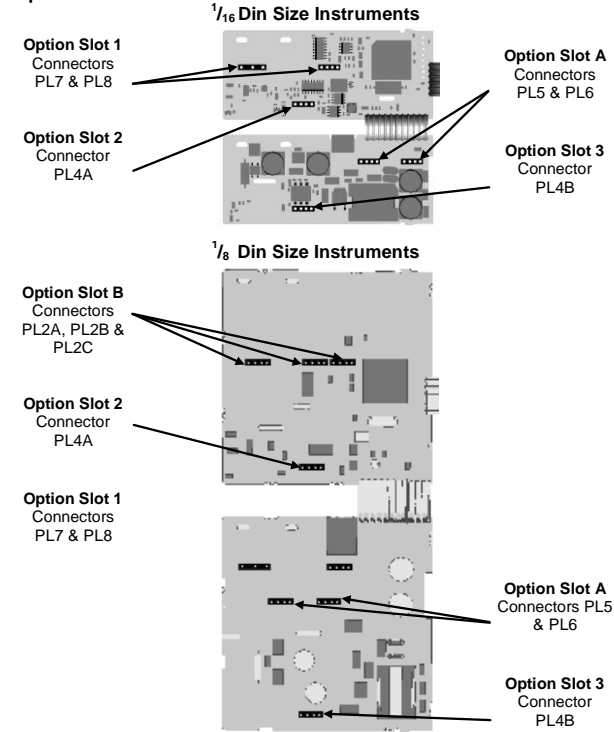 1/16 Din Size Instruments
Option Slot 1
Connectors
PL7 & PL8
Option Slot 2
Connector
PL4A
Option Slot A
Connectors
PL5 & PL6
Option Slot 3
Connector
PL4B
1/8 Din Size Instruments
Option Slot B
Connectors
PL2A, PL2B &
PL2C
Option Slot 2
Connector
PL4A
Option Slot 1
Connectors
PL7 & PL8
Option Slot A
Connectors PL5
& PL6
Option Slot 3
Connector
PL4B